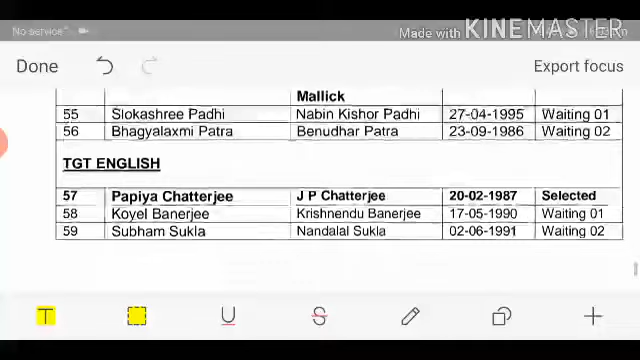 No service
Made with KINEMASTER
Done Export focus
Mallick
55 Slokashree Padhi Nabin Kishor Padhi 27-04-1995 Waiting 01
56 Bhagyalaxmi Patra Benudhar Patra 23-09-1986 Waiting 02
TGT ENGLISH
57 Papiya Chatterjee J P Chatterjee 20-02-1987 Selected
58 Koyel Banerjee Krishnendu Banerjee 17-05-1990 Waiting 01
59 Subham Sukla Nandalal Sukla 02-06-1991 Waiting 02
T U S